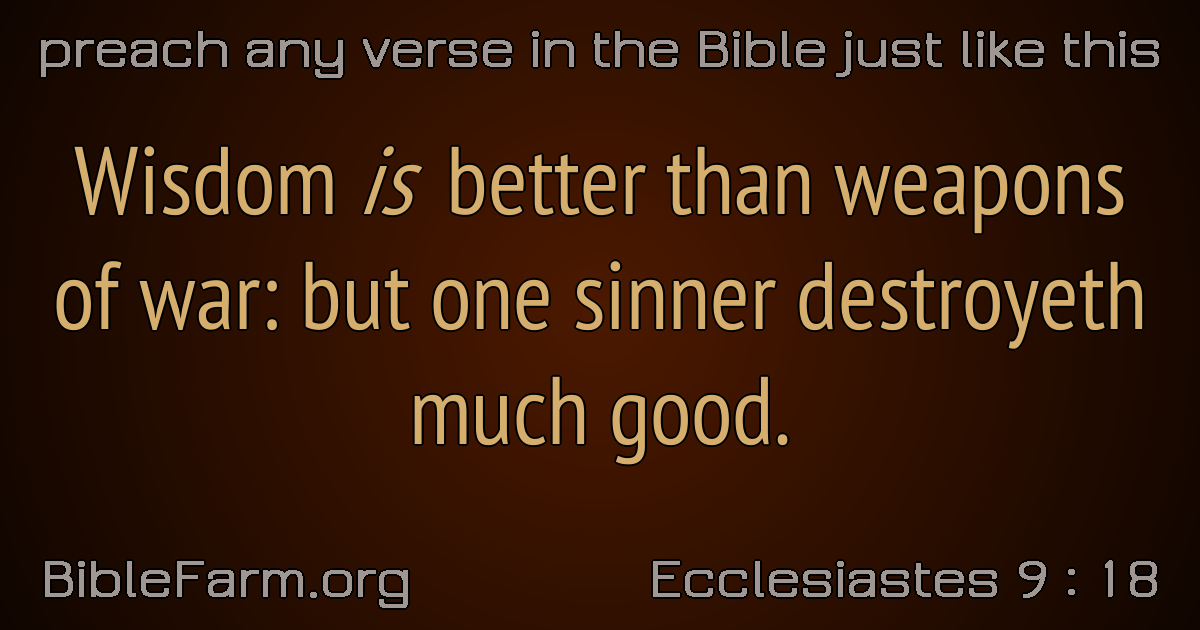 preach any verse in the Bible just like this
Wisdom is better than weapons
of war: but one sinner destroyeth
much good.
BibleFarm.org
Ecclesiastes 9 : 18